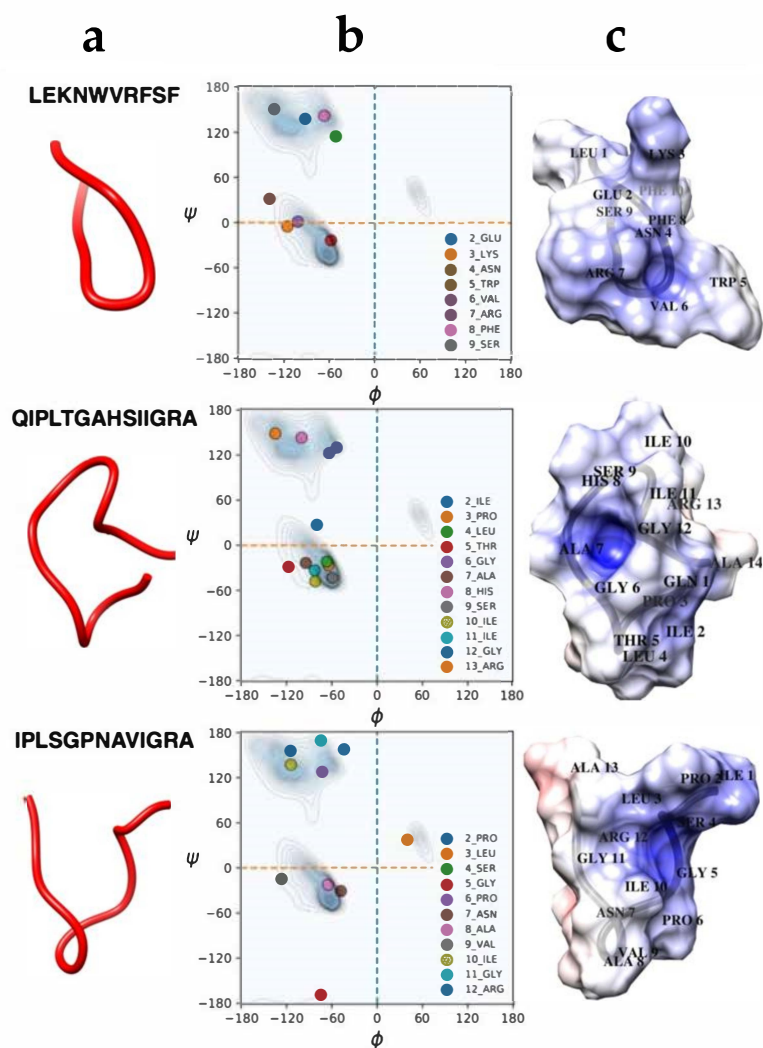 a b c
LEKNWVRFSF
180
120
60
0
−60
−120
−180
ψ
−180 −120 −60 0 60 120 180
ϕ
2_GLU
3_LYS
4_ASN
5_TRP
6_VAL
7_ARG
8_PHE
9_SER
LEU 1
LYS 3
GLU 2
PHE 10
SER 9
PHE 8
ASN 4
ARG 7
TRP 5
VAL 6
QIPLTGAHSIIGRA
180
120
60
0
−60
−120
−180
ψ
−180 −120 −60 0 60 120 180
ϕ
2_ILE
3_PRO
4_LEU
5_THR
6_GLY
7_ALA
8_HIS
9_SER
10_ILE
11_ILE
12_GLY
13_ARG
ILE 10
SER 9
HIS 8
ILE 11
ARG 13
GLY 12
ALA 7
ALA 14
GLN 1
GLY 6
PRO 3
THR 5
ILE 2
LEU 4
IPLSGPNAVIGRA
180
120
60
0
−60
−120
−180
ψ
−180 −120 −60 0 60 120 180
ϕ
2_PRO
3_LEU
4_SER
5_GLY
6_PRO
7_ASN
8_ALA
9_VAL
10_ILE
11_GLY
12_ARG
ALA 13
PRO 2
ILE 1
LEU 3
SER 4
ARG 12
GLY 11
GLY 5
ILE 10
ASN 7
PRO 6
VAL 9
ALA 8